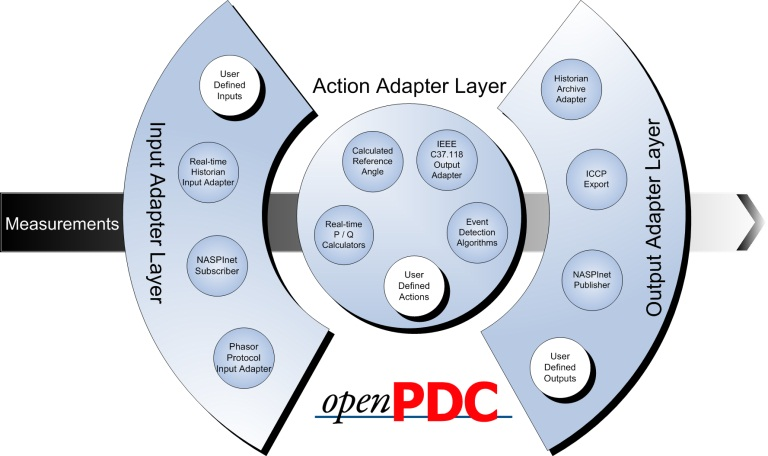 Measurements
Input Adapter Layer
User
Defined
Inputs
Real-time
Historian
Input Adapter
NASPInet
Subscriber
Phasor
Protocol
Input Adapter
Action Adapter Layer
Calculated
Reference
Angle
IEEE
C37.118
Output
Adapter
Real-time
P / Q
Calculators
Event
Detection
Algorithms
User
Defined
Actions
Output Adapter Layer
Historian
Archive
Adapter
ICCP
Export
NASPInet
Publisher
User
Defined
Outputs
openPDC